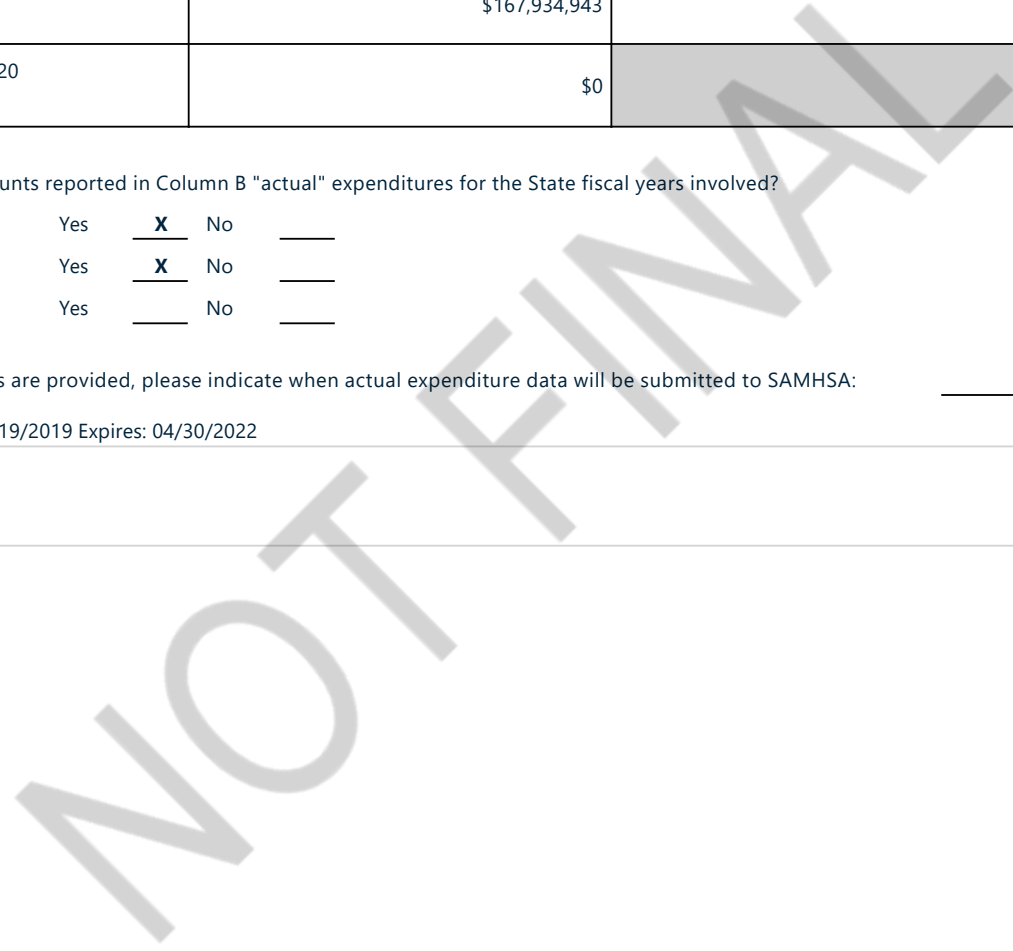 $167,934,943
20
$0
unts reported in Column B "actual" expenditures for the State fiscal years involved?
Yes X No
Yes X No
Yes No
s are provided, please indicate when actual expenditure data will be submitted to SAMHSA:
19/2019 Expires: 04/30/2022
NOT FINAL